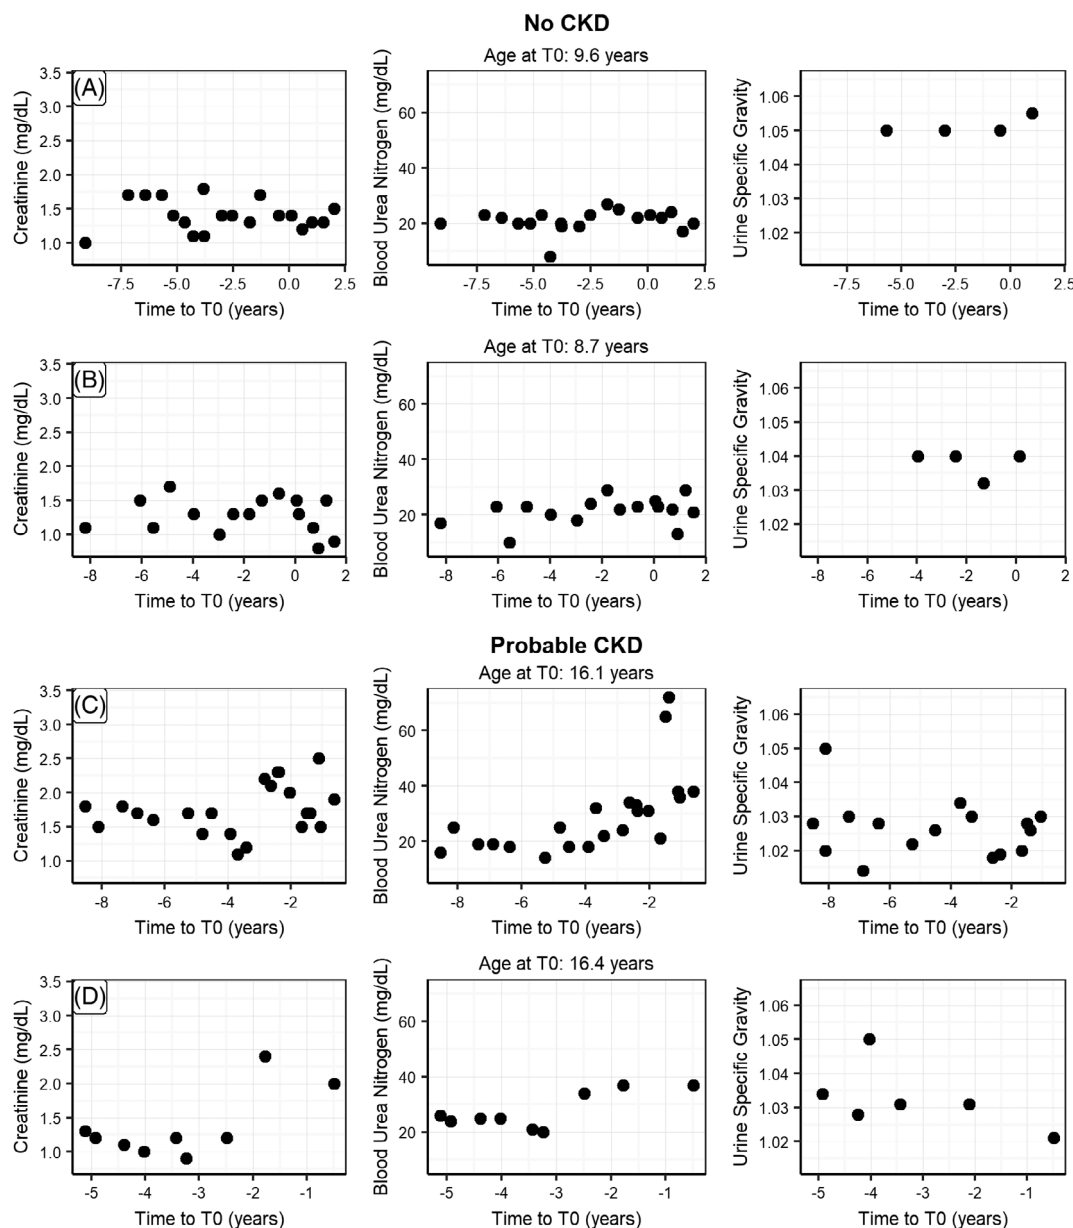 No CKD
Age at T0: 9.6 years
(A)
Creatinine (mg/dL)
3.5
3.0
2.5
2.0
1.5
1.0
-7.5 -5.0 -2.5 0.0 2.5
Time to T0 (years)
Blood Urea Nitrogen (mg/dL)
60
40
20
-7.5 -5.0 -2.5 0.0 2.5
Time to T0 (years)
Urine Specific Gravity
1.06
1.05
1.04
1.03
1.02
-7.5 -5.0 -2.5 0.0 2.5
Time to T0 (years)
Age at T0: 8.7 years
(B)
Creatinine (mg/dL)
3.5
3.0
2.5
2.0
1.5
1.0
-8 -6 -4 -2 0 2
Time to T0 (years)
Blood Urea Nitrogen (mg/dL)
60
40
20
-8 -6 -4 -2 0 2
Time to T0 (years)
Urine Specific Gravity
1.06
1.05
1.04
1.03
1.02
-8 -6 -4 -2 0 2
Time to T0 (years)
Probable CKD
Age at T0: 16.1 years
(C)
Creatinine (mg/dL)
3.5
3.0
2.5
2.0
1.5
1.0
-8 -6 -4 -2
Time to T0 (years)
Blood Urea Nitrogen (mg/dL)
60
40
20
-8 -6 -4 -2
Time to T0 (years)
Urine Specific Gravity
1.06
1.05
1.04
1.03
1.02
-8 -6 -4 -2
Time to T0 (years)
Age at T0: 16.4 years
(D)
Creatinine (mg/dL)
3.5
3.0
2.5
2.0
1.5
1.0
-5 -4 -3 -2 -1
Time to T0 (years)
Blood Urea Nitrogen (mg/dL)
60
40
20
-5 -4 -3 -2 -1
Time to T0 (years)
Urine Specific Gravity
1.06
1.05
1.04
1.03
1.02
-5 -4 -3 -2 -1
Time to T0 (years)